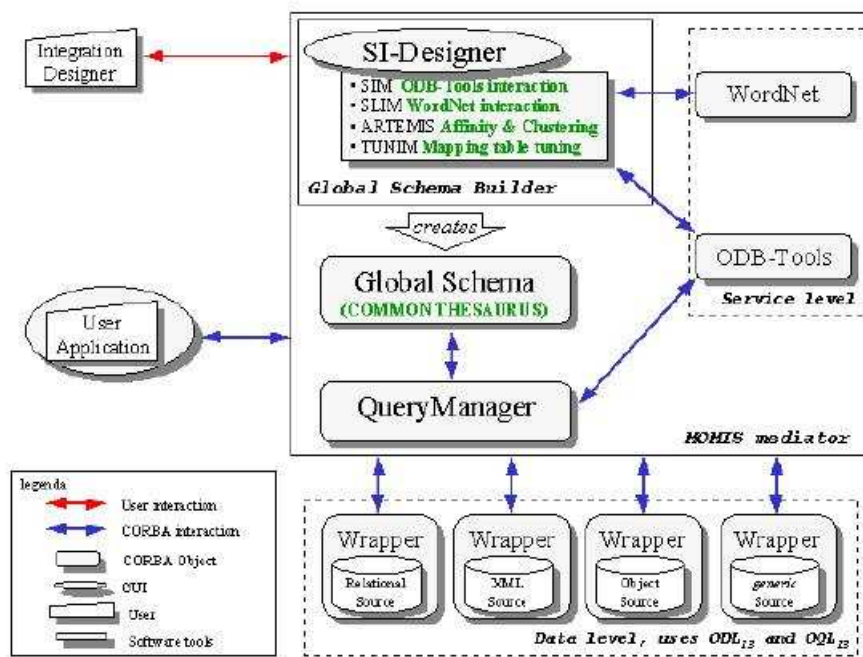 Integration
Designer
SI-Designer
• SIM ODB-Tools interaction
• SLIM WordNet interaction
• ARTEMIS Affinity & Clustering
• TUNIM Mapping table tuning
Global Schema Builder
WordNet
creates
Global Schema
(COMMON THESAURUS)
ODB-Tools
Service level
User
Application
QueryManager
MOMIS mediator
legenda
User interaction
CORBA interaction
CORBA Object
GUI
User
Software tools
Wrapper
Relational
Source
Wrapper
XML
Source
Wrapper
Object
Source
Wrapper
generic
Source
Data level, uses ODL_I3 and OQL_I3